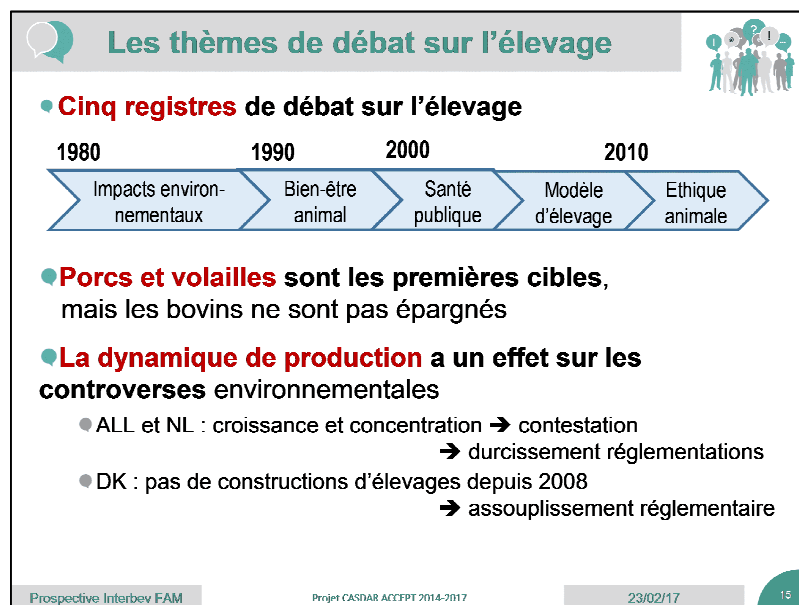 Les thèmes de débat sur l'élevage
? ! 
Cinq registres de débat sur l'élevage
1980 1990 2000 2010
Impacts environ-
nementaux
Bien-être
animal
Santé
publique
Modèle
d'élevage
Ethique
animale
Porcs et volailles sont les premières cibles,
mais les bovins ne sont pas épargnés
La dynamique de production a un effet sur les
controverses environnementales
ALL et NL : croissance et concentration ➔ contestation
➔ durcissement réglementations
DK : pas de constructions d'élevages depuis 2008
➔ assouplissement réglementaire
Prospective Interbev FAM Projet CASDAR ACCEPT 2014-2017 23/02/17 15